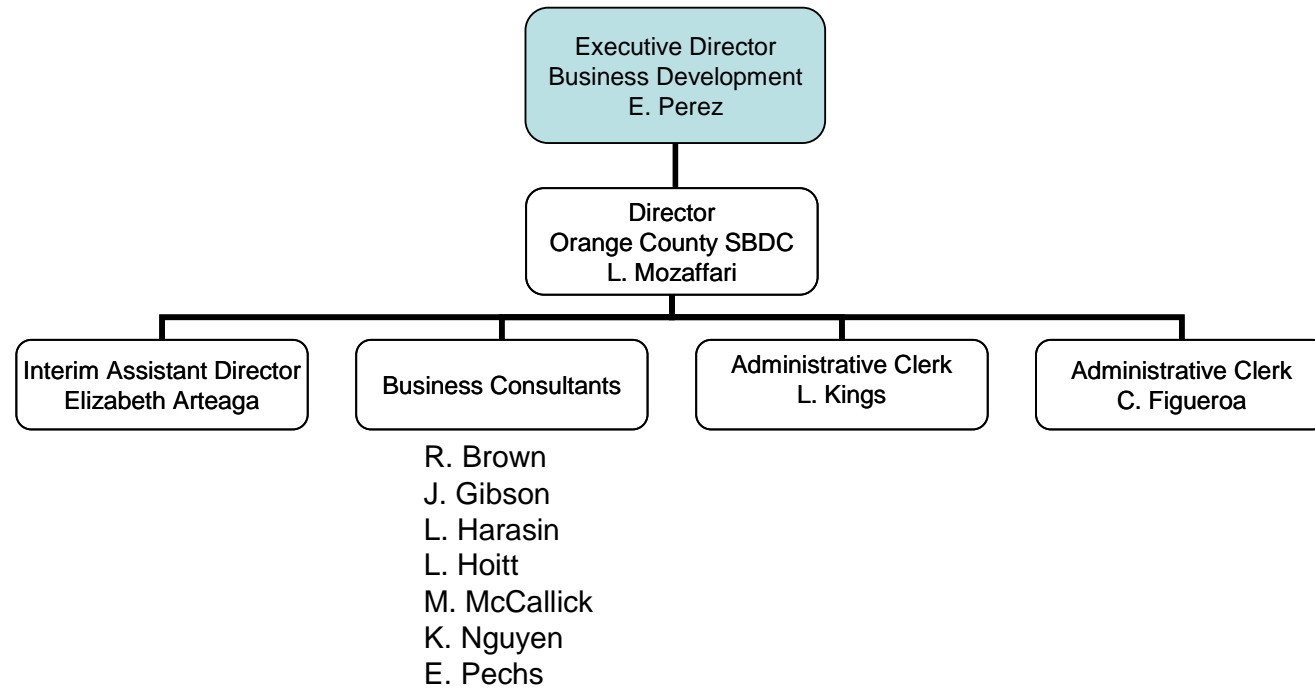 Executive Director
Business Development
E. Perez
Director
Orange County SBDC
L. Mozaffari
Interim Assistant Director
Elizabeth Arteaga
Business Consultants
Administrative Clerk
L. Kings
Administrative Clerk
C. Figueroa
R. Brown
J. Gibson
L. Harasin
L. Hoitt
M. McCallick
K. Nguyen
E. Pechs